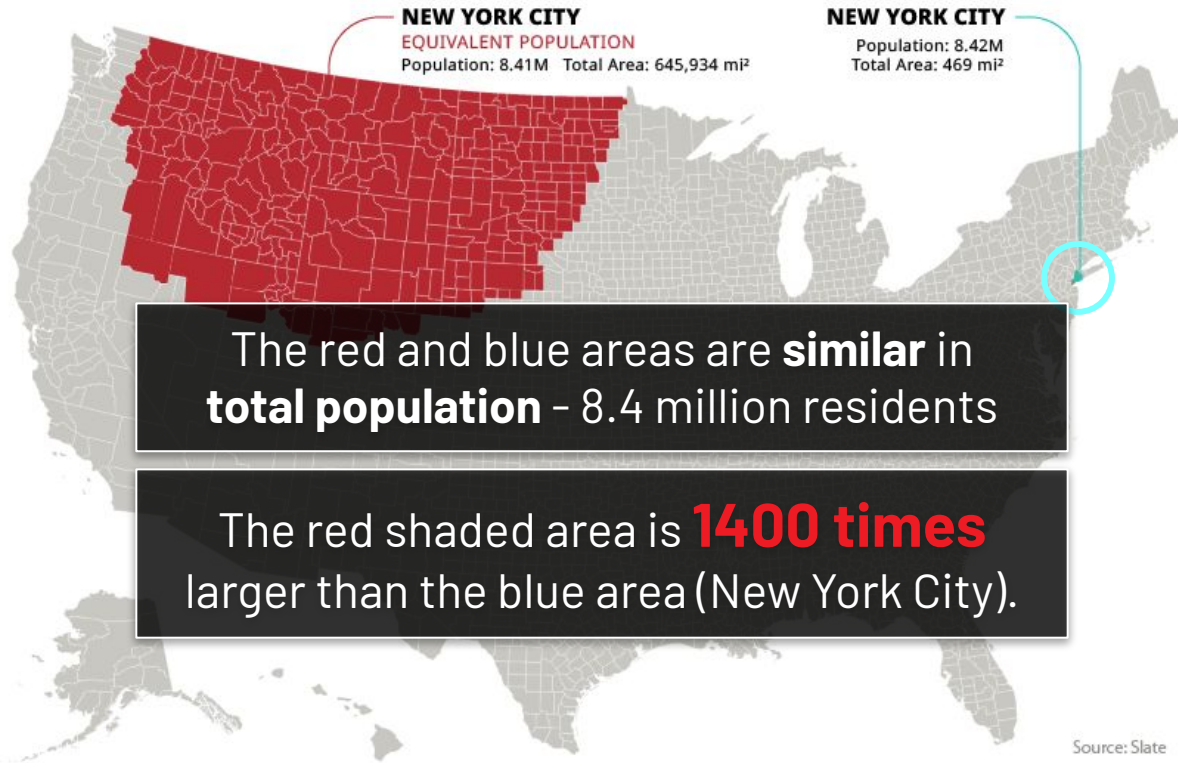 NEW YORK CITY
EQUIVALENT POPULATION
Population: 8.41M Total Area: 645,934 mi²
NEW YORK CITY
Population: 8.42M
Total Area: 469 mi²
The red and blue areas are similar in
total population - 8.4 million residents
The red shaded area is 1400 times
larger than the blue area (New York City).
Source: Slate